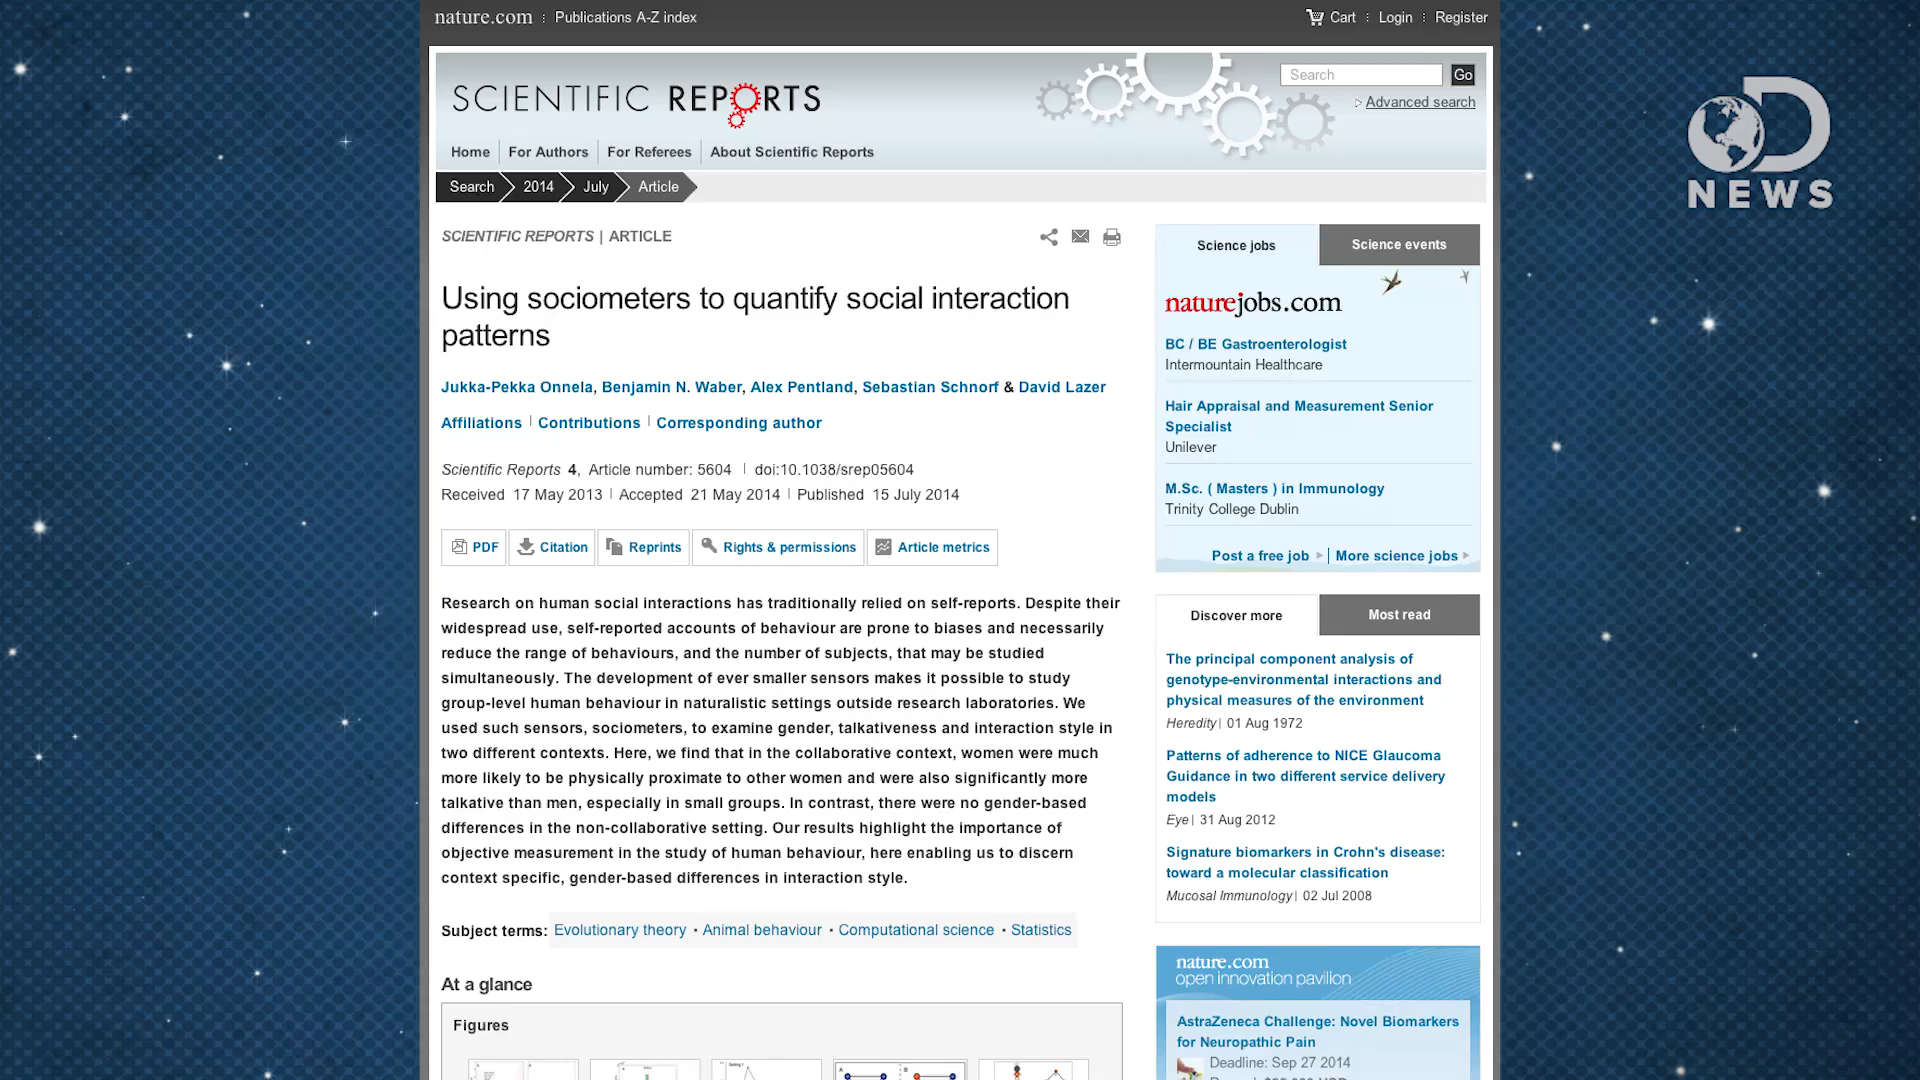 nature.com : Publications A-Z index
Cart : Login : Register
SCIENTIFIC REPORTS
Search Go
Advanced search
Home For Authors For Referees About Scientific Reports
Search 2014 July Article
SCIENTIFIC REPORTS | ARTICLE
Using sociometers to quantify social interaction
patterns
Jukka-Pekka Onnela, Benjamin N. Waber, Alex Pentland, Sebastian Schnorf & David Lazer
Affiliations | Contributions | Corresponding author
Scientific Reports 4, Article number: 5604 | doi:10.1038/srep05604
Received 17 May 2013 | Accepted 21 May 2014 | Published 15 July 2014
PDF Citation Reprints Rights & permissions Article metrics
Research on human social interactions has traditionally relied on self-reports. Despite their
widespread use, self-reported accounts of behaviour are prone to biases and necessarily
reduce the range of behaviours, and the number of subjects, that may be studied
simultaneously. The development of ever smaller sensors makes it possible to study
group-level human behaviour in naturalistic settings outside research laboratories. We
used such sensors, sociometers, to examine gender, talkativeness and interaction style in
two different contexts. Here, we find that in the collaborative context, women were much
more likely to be physically proximate to other women and were also significantly more
talkative than men, especially in small groups. In contrast, there were no gender-based
differences in the non-collaborative setting. Our results highlight the importance of
objective measurement in the study of human behaviour, here enabling us to discern
context specific, gender-based differences in interaction style.
Subject terms: Evolutionary theory • Animal behaviour • Computational science • Statistics
At a glance
Figures
Science jobs Science events
naturejobs.com
BC / BE Gastroenterologist
Intermountain Healthcare
Hair Appraisal and Measurement Senior
Specialist
Unilever
M.Sc. ( Masters ) in Immunology
Trinity College Dublin
Post a free job | More science jobs
Discover more Most read
The principal component analysis of
genotype-environmental interactions and
physical measures of the environment
Heredity | 01 Aug 1972
Patterns of adherence to NICE Glaucoma
Guidance in two different service delivery
models
Eye | 31 Aug 2012
Signature biomarkers in Crohn's disease:
toward a molecular classification
Mucosal Immunology | 02 Jul 2008
nature.com
open innovation pavilion
AstraZeneca Challenge: Novel Biomarkers
for Neuropathic Pain
Deadline: Sep 27 2014
D
NEWS